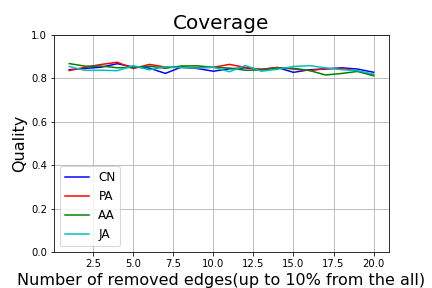 Coverage
1.0
0.8
0.6
0.4
0.2
0.0
Quality
CN
PA
AA
JA
2.5 5.0 7.5 10.0 12.5 15.0 17.5 20.0
Number of removed edges(up to 10% from the all)